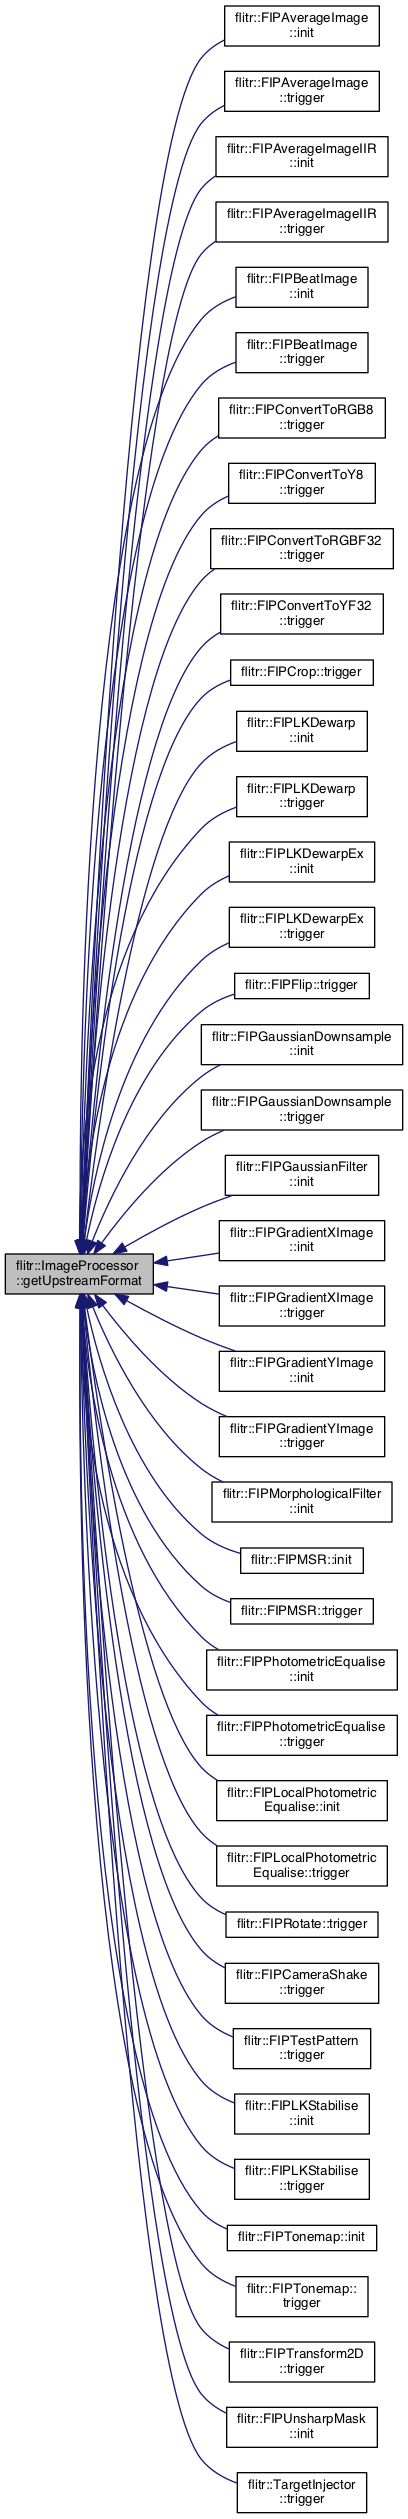 flitr::FIPAverageImage
::init
flitr::FIPAverageImage
::trigger
flitr::FIPAverageImageIIR
::init
flitr::FIPAverageImageIIR
::trigger
flitr::FIPBeatImage
::init
flitr::FIPBeatImage
::trigger
flitr::FIPConvertToRGB8
::trigger
flitr::FIPConvertToY8
::trigger
flitr::FIPConvertToRGBF32
::trigger
flitr::FIPConvertToYF32
::trigger
flitr::FIPCrop::trigger
flitr::FIPLKDewarp
::init
flitr::FIPLKDewarp
::trigger
flitr::FIPLKDewarpEx
::init
flitr::FIPLKDewarpEx
::trigger
flitr::FIPFlip::trigger
flitr::FIPGaussianDownsample
::init
flitr::FIPGaussianDownsample
::trigger
flitr::FIPGaussianFilter
::init
flitr::FIPGradientXImage
::init
flitr::ImageProcessor
::getUpstreamFormat
flitr::FIPGradientXImage
::trigger
flitr::FIPGradientYImage
::init
flitr::FIPGradientYImage
::trigger
flitr::FIPMorphologicalFilter
::init
flitr::FIPMSR::init
flitr::FIPMSR::trigger
flitr::FIPPhotometricEqualise
::init
flitr::FIPPhotometricEqualise
::trigger
flitr::FIPLocalPhotometric
Equalise::init
flitr::FIPLocalPhotometric
Equalise::trigger
flitr::FIPRotate::trigger
flitr::FIPCameraShake
::trigger
flitr::FIPTestPattern
::trigger
flitr::FIPLKStabilise
::init
flitr::FIPLKStabilise
::trigger
flitr::FIPTonemap::init
flitr::FIPTonemap::
trigger
flitr::FIPTransform2D
::trigger
flitr::FIPUnsharpMask
::init
flitr::TargetInjector
::trigger